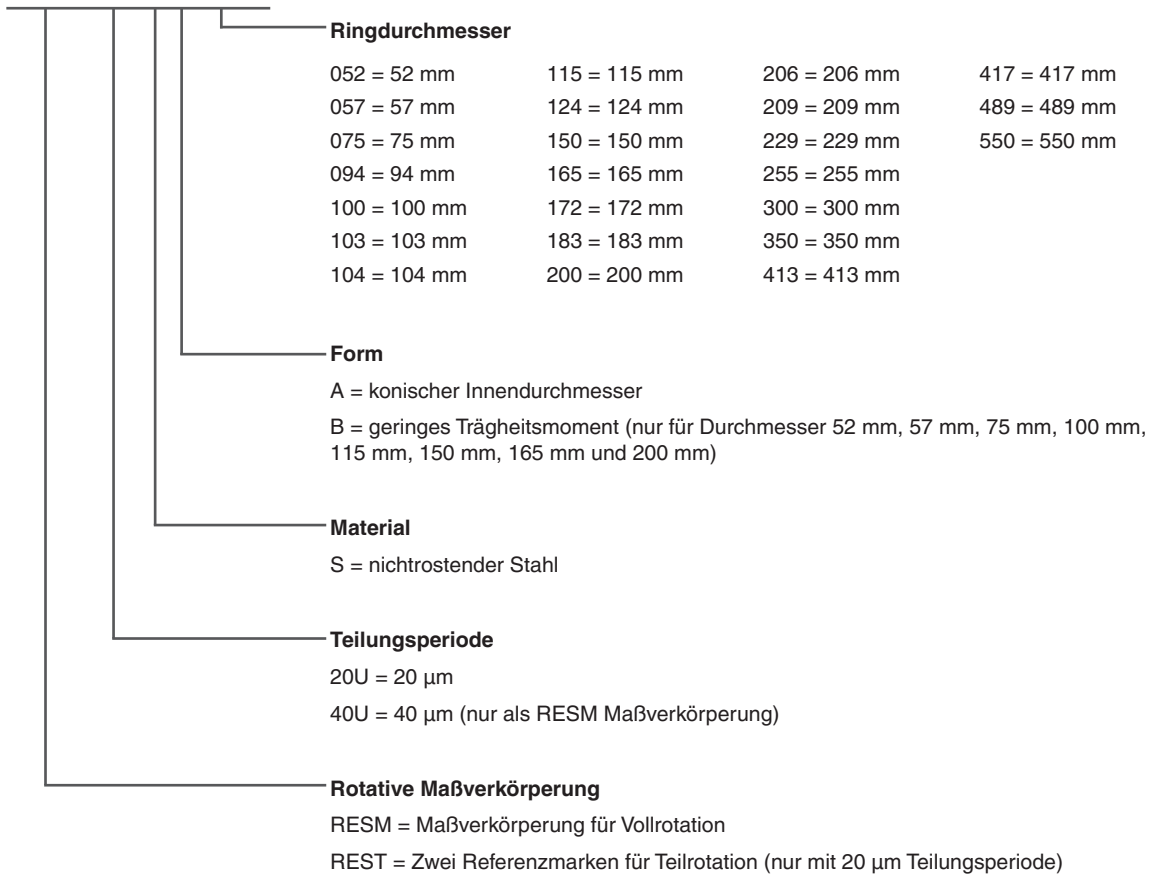 Ringdurchmesser
052 = 52 mm 115 = 115 mm 206 = 206 mm 417 = 417 mm
057 = 57 mm 124 = 124 mm 209 = 209 mm 489 = 489 mm
075 = 75 mm 150 = 150 mm 229 = 229 mm 550 = 550 mm
094 = 94 mm 165 = 165 mm 255 = 255 mm
100 = 100 mm 172 = 172 mm 300 = 300 mm
103 = 103 mm 183 = 183 mm 350 = 350 mm
104 = 104 mm 200 = 200 mm 413 = 413 mm
Form
A = konischer Innendurchmesser
B = geringes Trägheitsmoment (nur für Durchmesser 52 mm, 57 mm, 75 mm, 100 mm,
115 mm, 150 mm, 165 mm und 200 mm)
Material
S = nichtrostender Stahl
Teilungsperiode
20U = 20 µm
40U = 40 µm (nur als RESM Maßverkörperung)
Rotative Maßverkörperung
RESM = Maßverkörperung für Vollrotation
REST = Zwei Referenzmarken für Teilrotation (nur mit 20 µm Teilungsperiode)